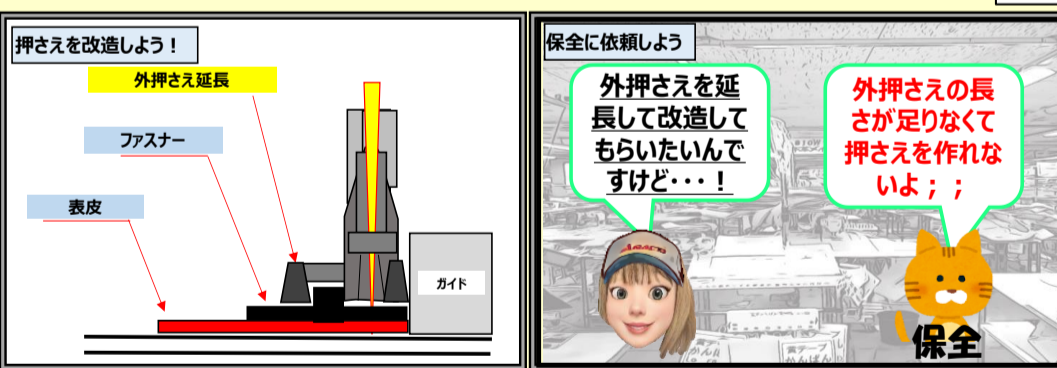 押さえを改造しよう！
外押さえ延長
ファスナー
表皮
ガイド
保全に依頼しよう
外押さえを延
長して改造して
もらいたいんで
すけど・・・！
外押さえの長
さが足りなくて
押さえを作れな
いよ；；
保全